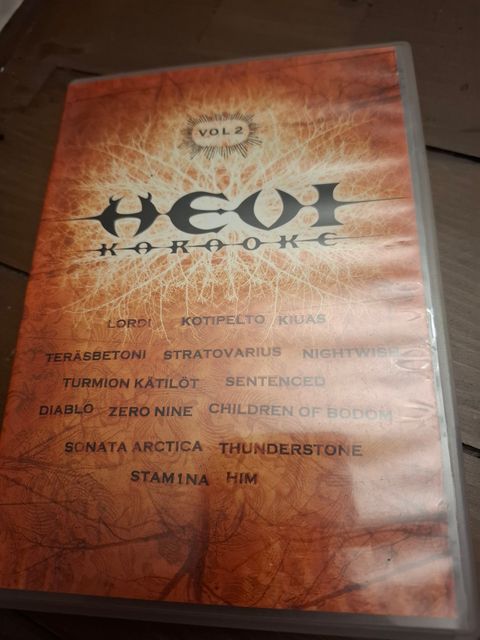 VOL 2
HEVI
KARAOKE
LORDI KOTIPELTO KIUAS
TERÄSBETONI STRATOVARIUS NIGHTWISH
TURMION KÄTILÖT SENTENCED
DIABLO ZERO NINE CHILDREN OF BODOM
SONATA ARCTICA THUNDERSTONE
STAM1NA HIM